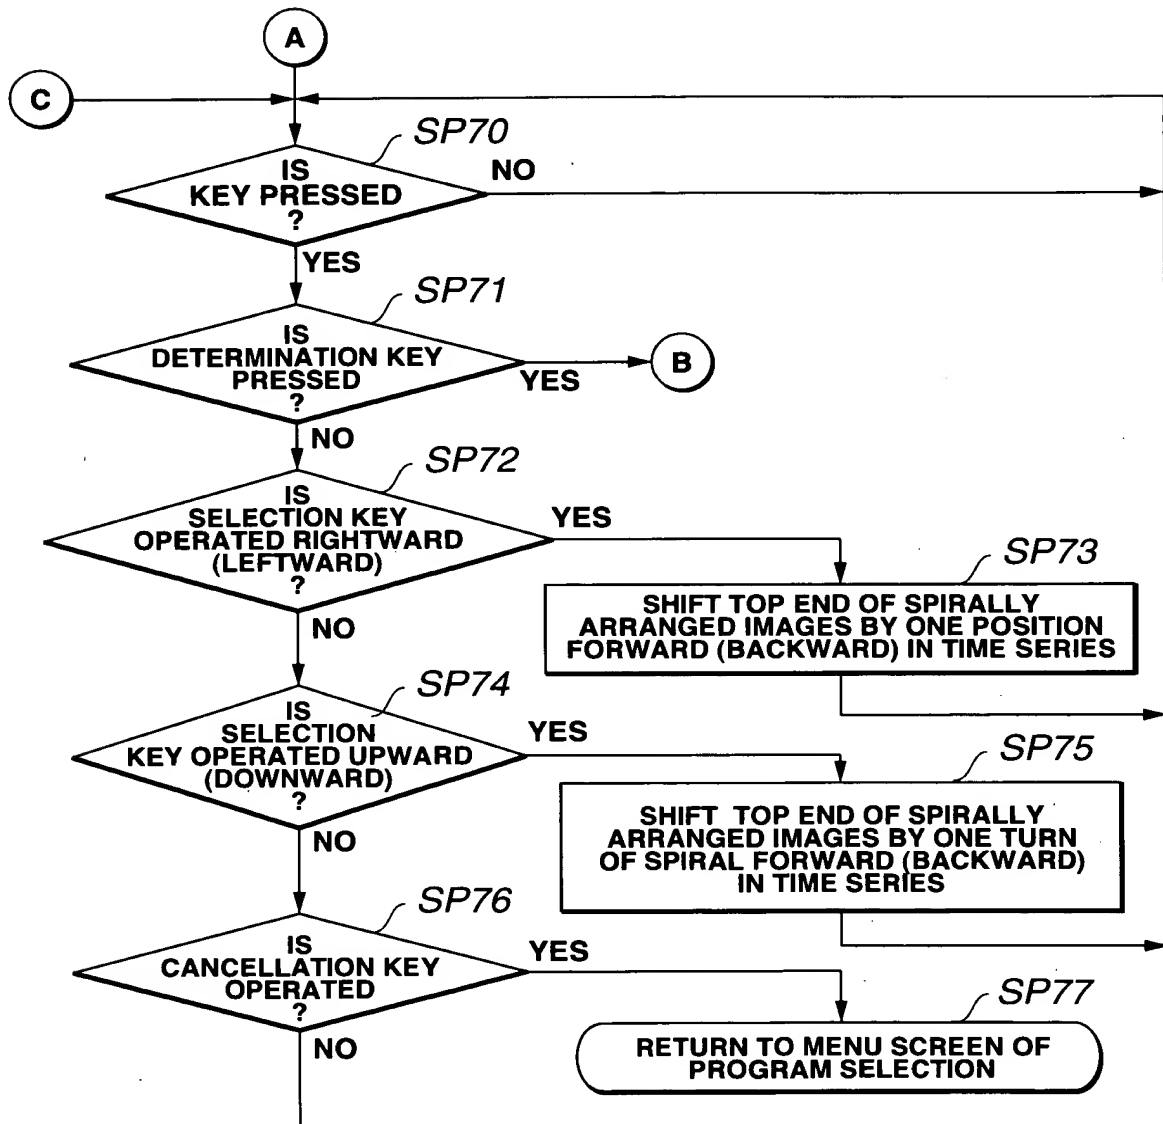 A
C
SP70
IS
KEY PRESSED
?
NO
YES
SP71
IS
DETERMINATION KEY
PRESSED
?
YES
B
NO
SP72
IS
SELECTION KEY
OPERATED RIGHTWARD
(LEFTWARD)
?
YES
NO
SP73
SHIFT TOP END OF SPIRALLY
ARRANGED IMAGES BY ONE POSITION
FORWARD (BACKWARD) IN TIME SERIES
SP74
IS
SELECTION
KEY OPERATED UPWARD
(DOWNWARD)
?
YES
NO
SP75
SHIFT TOP END OF SPIRALLY
ARRANGED IMAGES BY ONE TURN
OF SPIRAL FORWARD (BACKWARD)
IN TIME SERIES
SP76
IS
CANCELLATION KEY
OPERATED
?
YES
NO
SP77
RETURN TO MENU SCREEN OF
PROGRAM SELECTION